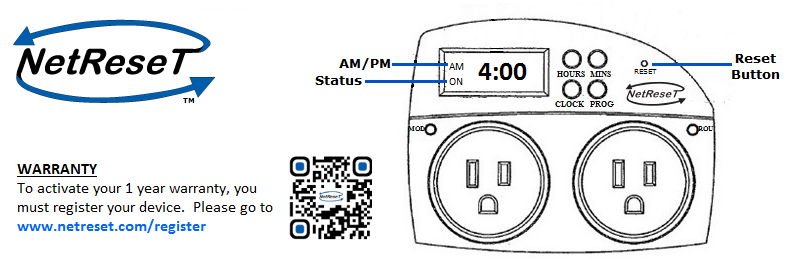 NetReseT
TM
WARRANTY
To activate your 1 year warranty, you
must register your device. Please go to
www.netreset.com/register
NetReseT
AM/PM
Status
AM
ON
4:00
HOURS MINS
CLOCK PROG
RESET
NetReseT
Reset
Button
MOD
ROU